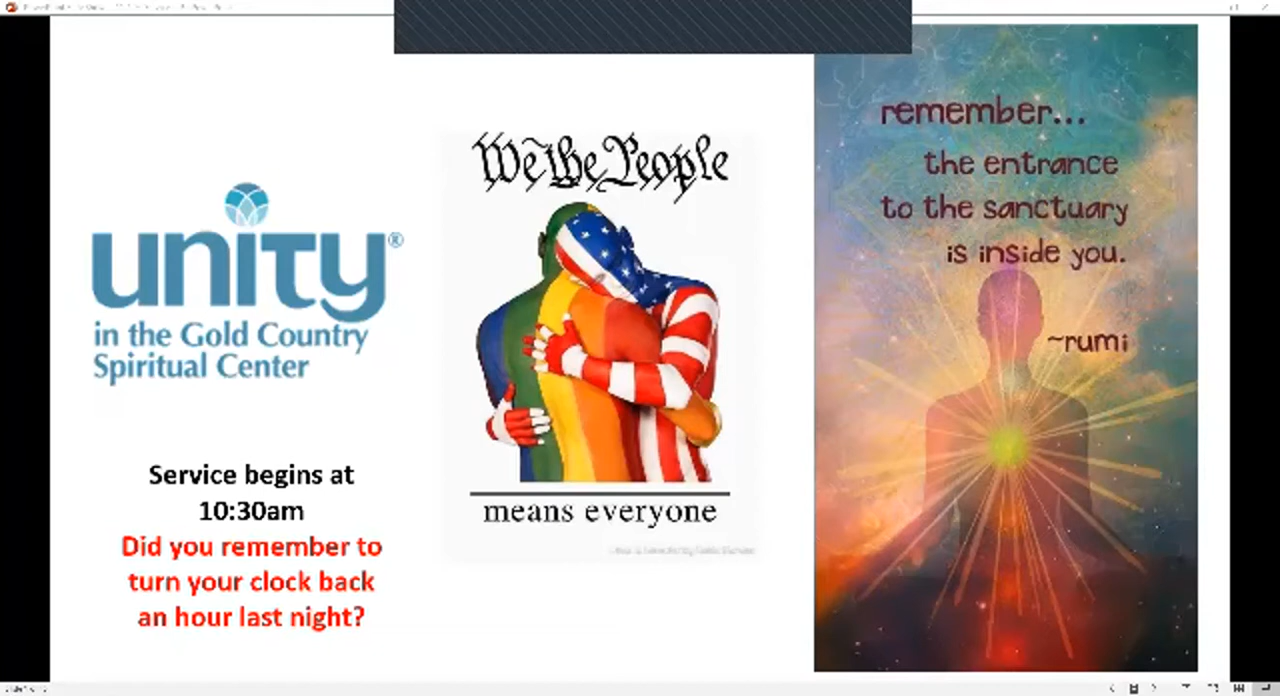 unity®
in the Gold Country
Spiritual Center
Service begins at
10:30am
Did you remember to
turn your clock back
an hour last night?
We the People
means everyone
remember...
the entrance
to the sanctuary
is inside you.
~rumi